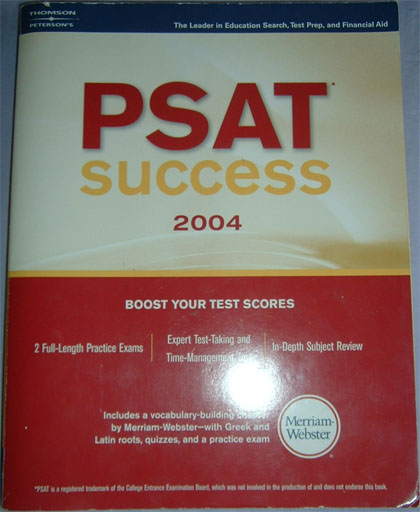 THOMSON
PETERSON'S
The Leader in Education Search, Test Prep, and Financial Aid
PSAT*
success
2004
BOOST YOUR TEST SCORES
2 Full-Length Practice Exams
Expert Test-Taking and
Time-Management
In-Depth Subject Review
Includes a vocabulary-building
by Merriam-Webster—with Greek and
Latin roots, quizzes, and a practice exam
Merriam-
Webster
*PSAT is a registered trademark of the College Entrance Examination Board, which was not involved in the production of and does not endorse this book.